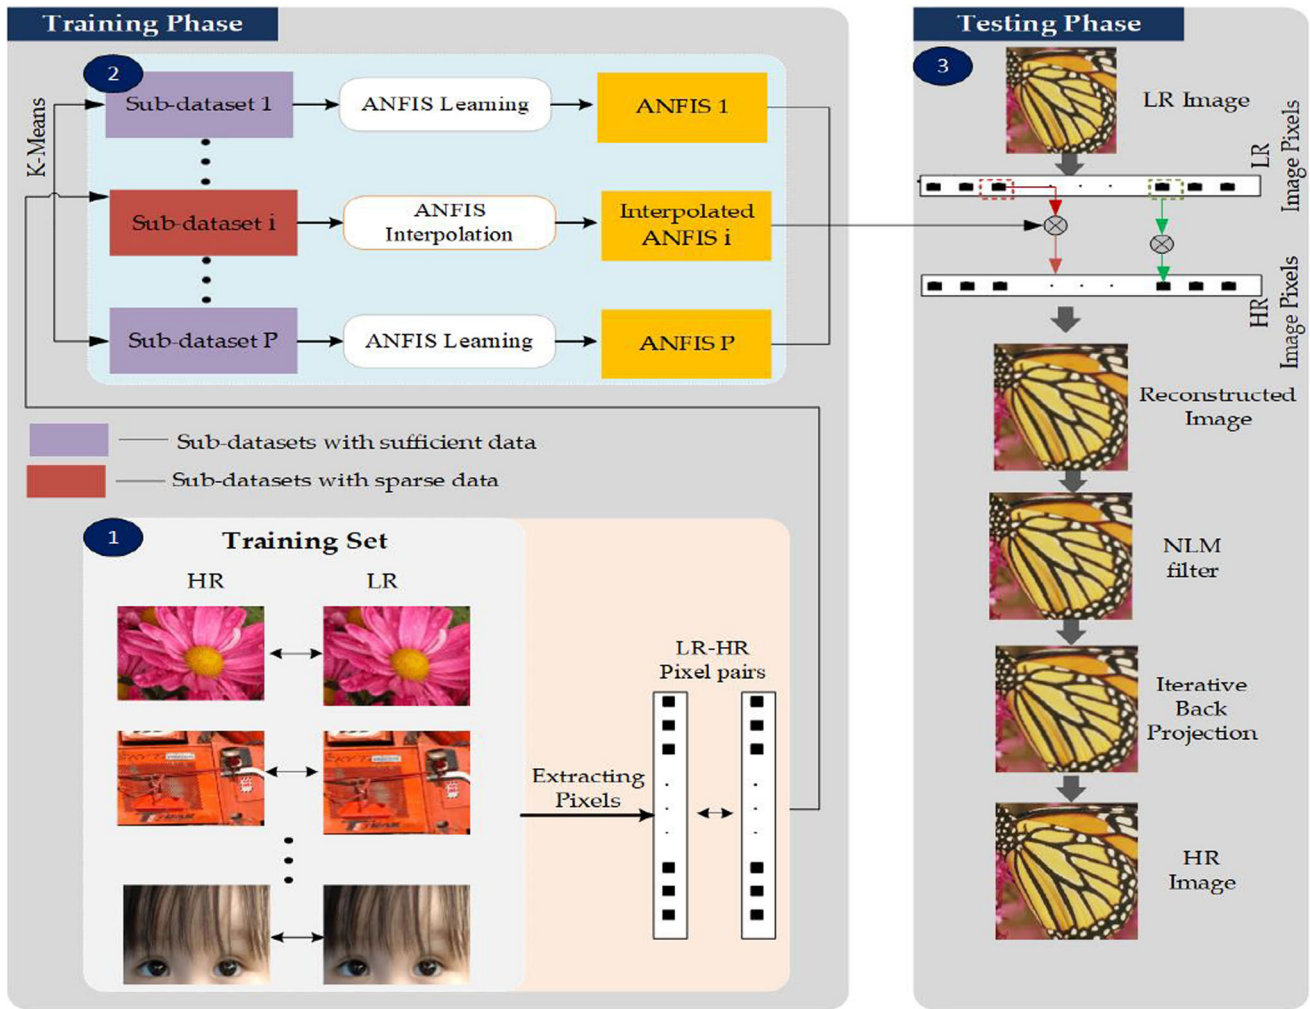 Training Phase
2
K-Means
Sub-dataset 1
ANFIS Learning
ANFIS 1
Sub-dataset i
ANFIS
Interpolation
Interpolated
ANFIS i
Sub-dataset P
ANFIS Learning
ANFIS P
Sub-datasets with sufficient data
Sub-datasets with sparse data
1
Training Set
HR
LR
LR-HR
Pixel pairs
Extracting
Pixels
Testing Phase
3
LR Image
LR
Image Pixels
HR
Image Pixels
Reconstructed
Image
NLM
filter
Iterative
Back
Projection
HR
Image